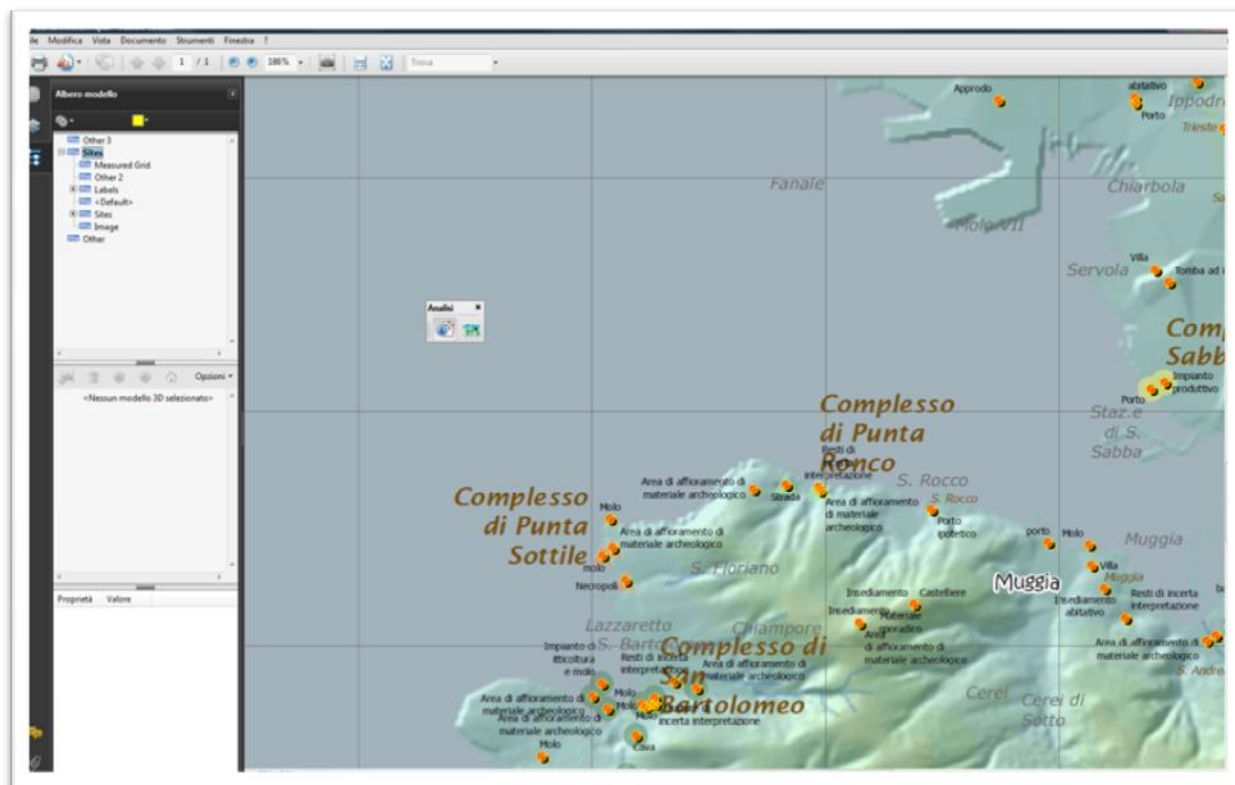 Modifica Vista Documento Strumenti Finestra ?
1 / 1 100% Trova
Albero modello
Other 3
Sites
Measured Grid
Other 2
Labels
<Default>
Sites
Image
Other
Opzioni
<Nessun modello 3D selezionato>
Proprietà Valore
Analisi
Approdo
abitativo
Porto
Trieste
Fanale
Chiarbola
Molo VII
Servola
Villa
Tomba ad
Impianto
produttivo
Porto
Staz.e
di S.
Sabba
Complesso
di Punta
Ronco
Resti di
incerta
interpretazione
Area di affioramento di
materiale archeologico
Strada
Area di affioramento
di materiale
archeologico
S. Rocco
S. Rocco
Porto
ipotetico
Complesso
di Punta
Sottile
Molo
Area di affioramento di
materiale archeologico
molo
Necropoli
S. Floriano
porto
Molo
Muggia
Villa
Muggia
Muggia
Insediamento
abitativo
Resti di incerta
interpretazione
Area di affioramento di
materiale archeologico
Insediamento
Castelliere
Insediamento
Materiale
sporadico
Area
di affioramento di
materiale archeologico
Lazzaretto
Chiampore
Complesso di
San
Bartolomeo
Impianto di
itticoltura
e molo
Resti di incerta
interpretazione
Area di affioramento di
materiale archeologico
Area di affioramento di
materiale archeologico
Molo
Molo
Molo
incerta interpretazione
Area di affioramento di
materiale archeologico
Cava
Molo
Cerei
Cerei di
Sotto